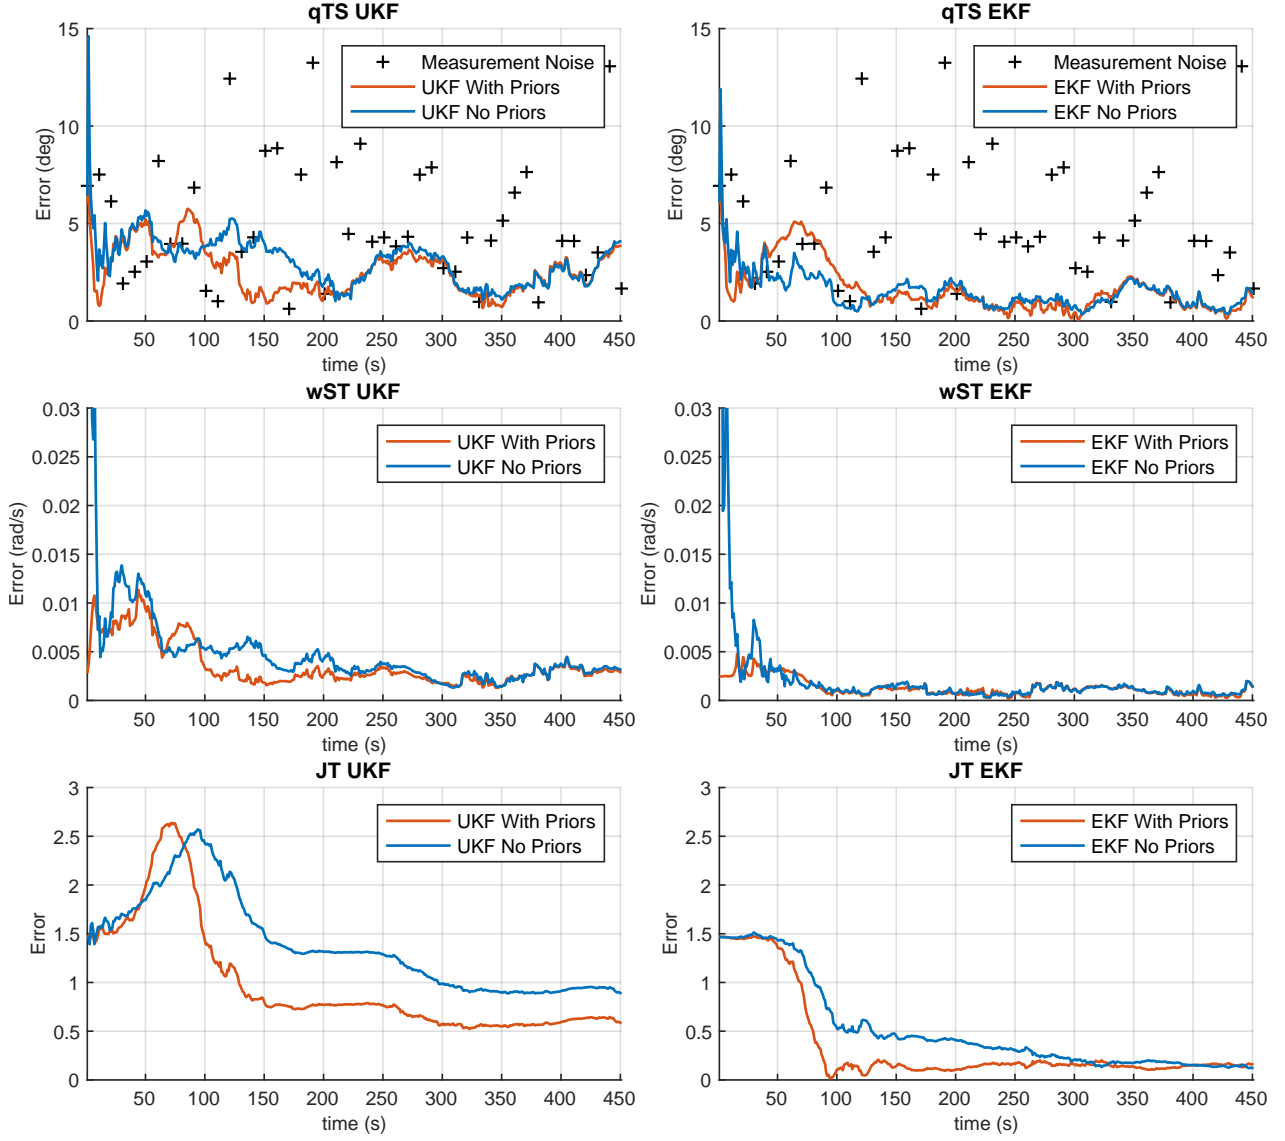 qTS UKF
15
10
5
0
Error (deg)
Measurement Noise
UKF With Priors
UKF No Priors
50 100 150 200 250 300 350 400 450
time (s)
qTS EKF
15
10
5
0
Error (deg)
Measurement Noise
EKF With Priors
EKF No Priors
50 100 150 200 250 300 350 400 450
time (s)
wST UKF
0.03
0.025
0.02
0.015
0.01
0.005
0
Error (rad/s)
UKF With Priors
UKF No Priors
50 100 150 200 250 300 350 400 450
time (s)
wST EKF
0.03
0.025
0.02
0.015
0.01
0.005
0
Error (rad/s)
EKF With Priors
EKF No Priors
50 100 150 200 250 300 350 400 450
time (s)
JT UKF
3
2.5
2
1.5
1
0.5
0
Error
UKF With Priors
UKF No Priors
50 100 150 200 250 300 350 400 450
time (s)
JT EKF
3
2.5
2
1.5
1
0.5
0
Error
EKF With Priors
EKF No Priors
50 100 150 200 250 300 350 400 450
time (s)